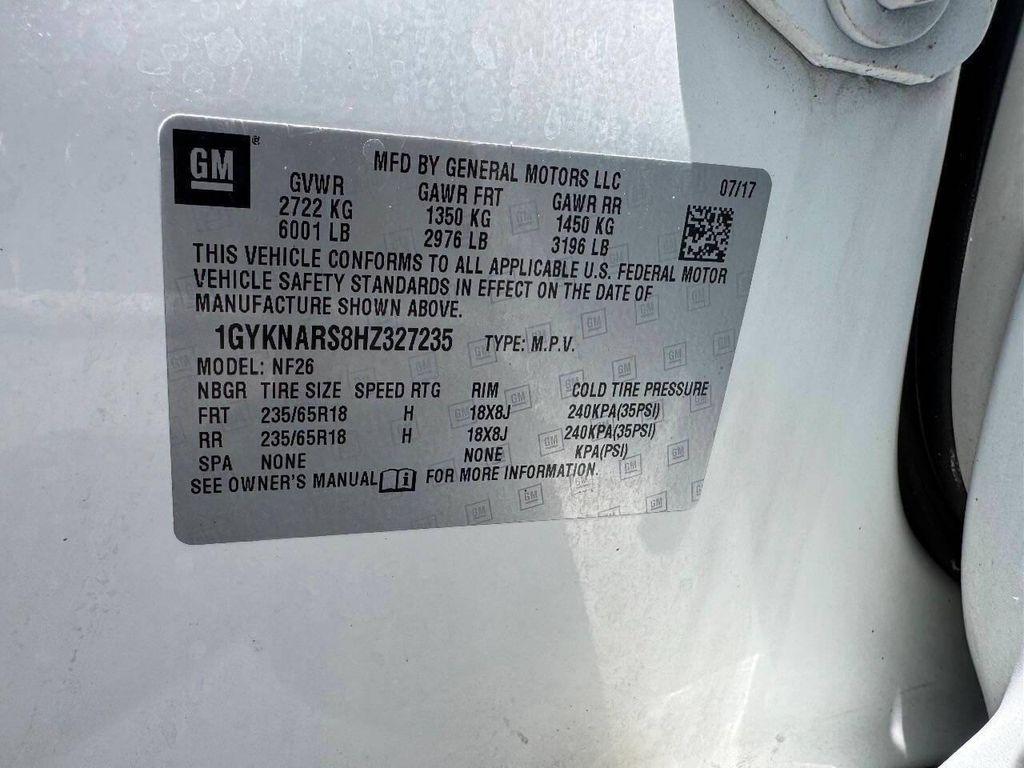 GM ®
MFD BY GENERAL MOTORS LLC 07/17
GVWR GAWR FRT GAWR RR
2722 KG 1350 KG 1450 KG
6001 LB 2976 LB 3196 LB
THIS VEHICLE CONFORMS TO ALL APPLICABLE U.S. FEDERAL MOTOR
VEHICLE SAFETY STANDARDS IN EFFECT ON THE DATE OF
MANUFACTURE SHOWN ABOVE.
1GYKNARS8HZ327235 TYPE: M.P.V.
MODEL: NF26
NBGR TIRE SIZE SPEED RTG RIM COLD TIRE PRESSURE
FRT 235/65R18 H 18X8J 240KPA(35PSI)
RR 235/65R18 H 18X8J 240KPA(35PSI)
SPA NONE NONE KPA(PSI)
SEE OWNER'S MANUAL i FOR MORE INFORMATION.